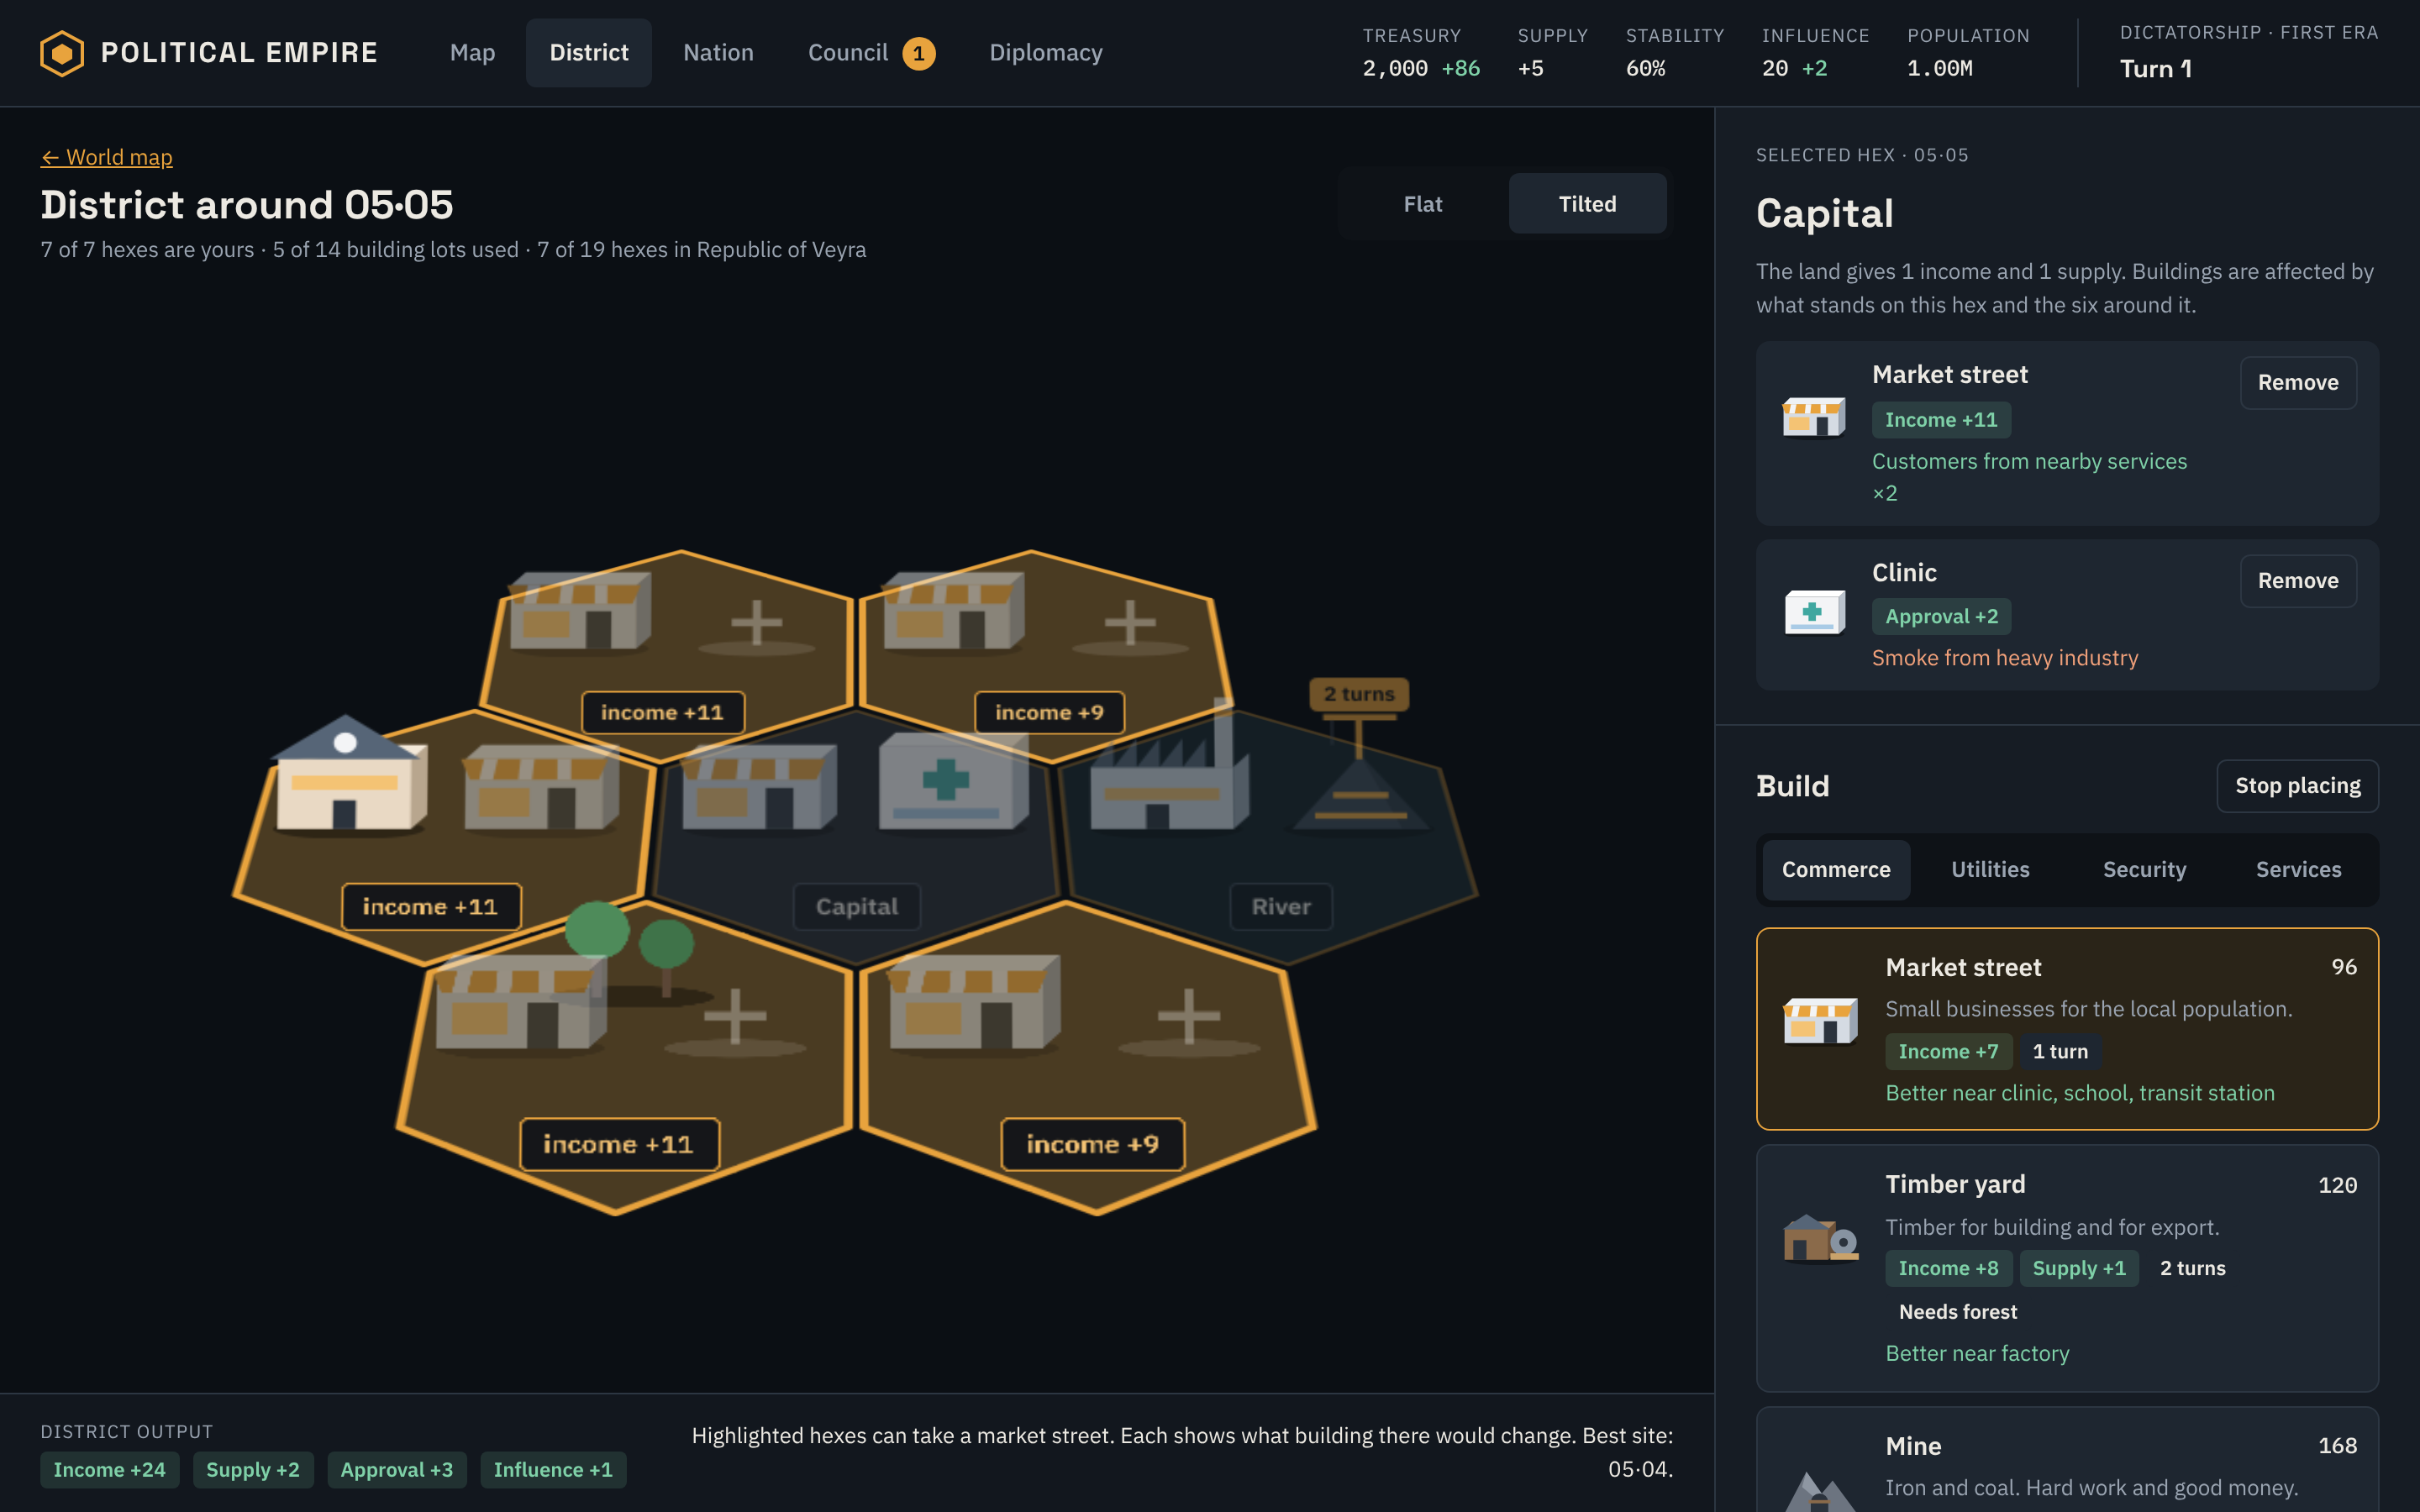 POLITICAL EMPIRE
Map
District
Nation
Council 1
Diplomacy
TREASURY
2,000 +86
SUPPLY
+5
STABILITY
60%
INFLUENCE
20 +2
POPULATION
1.00M
DICTATORSHIP · FIRST ERA
Turn 1
← World map
District around 05·05
7 of 7 hexes are yours · 5 of 14 building lots used · 7 of 19 hexes in Republic of Veyra
Flat
Tilted
income +11
income +9
2 turns
income +11
Capital
River
income +11
income +9
DISTRICT OUTPUT
Income +24
Supply +2
Approval +3
Influence +1
Highlighted hexes can take a market street. Each shows what building there would change. Best site:
05·04.
SELECTED HEX · 05·05
Capital
The land gives 1 income and 1 supply. Buildings are affected by
what stands on this hex and the six around it.
Market street
Remove
Income +11
Customers from nearby services
×2
Clinic
Remove
Approval +2
Smoke from heavy industry
Build
Stop placing
Commerce
Utilities
Security
Services
Market street
96
Small businesses for the local population.
Income +7
1 turn
Better near clinic, school, transit station
Timber yard
120
Timber for building and for export.
Income +8
Supply +1
2 turns
Needs forest
Better near factory
Mine
168
Iron and coal. Hard work and good money.